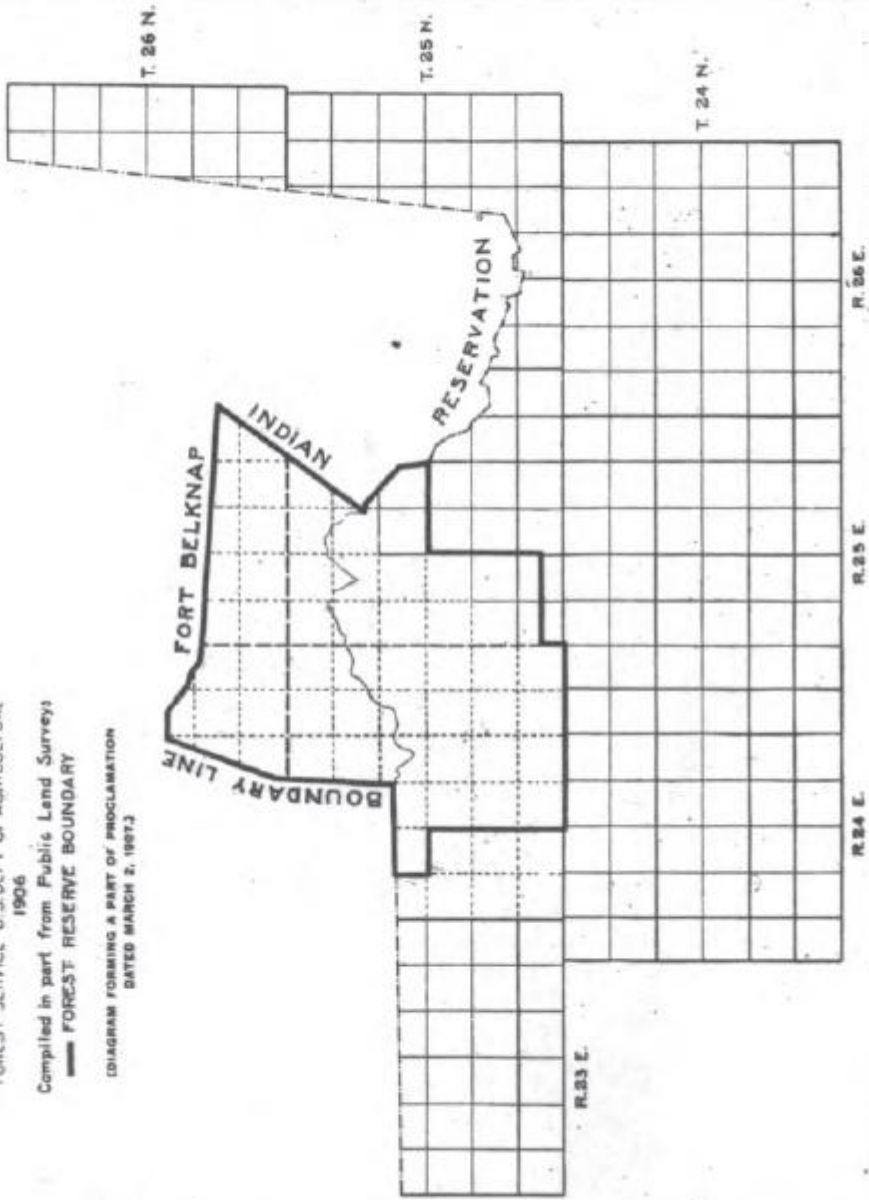 1906
Compiled in part from Public Land Surveys
FOREST RESERVE BOUNDARY
[DIAGRAM FORMING A PART OF PROCLAMATION
DATED MARCH 2, 1907.]
BOUNDARY LINE
FORT BELKNAP
INDIAN
RESERVATION
T. 26 N.
T. 25 N.
T. 24 N.
R. 23 E.
R. 24 E.
R. 25 E.
R. 26 E.